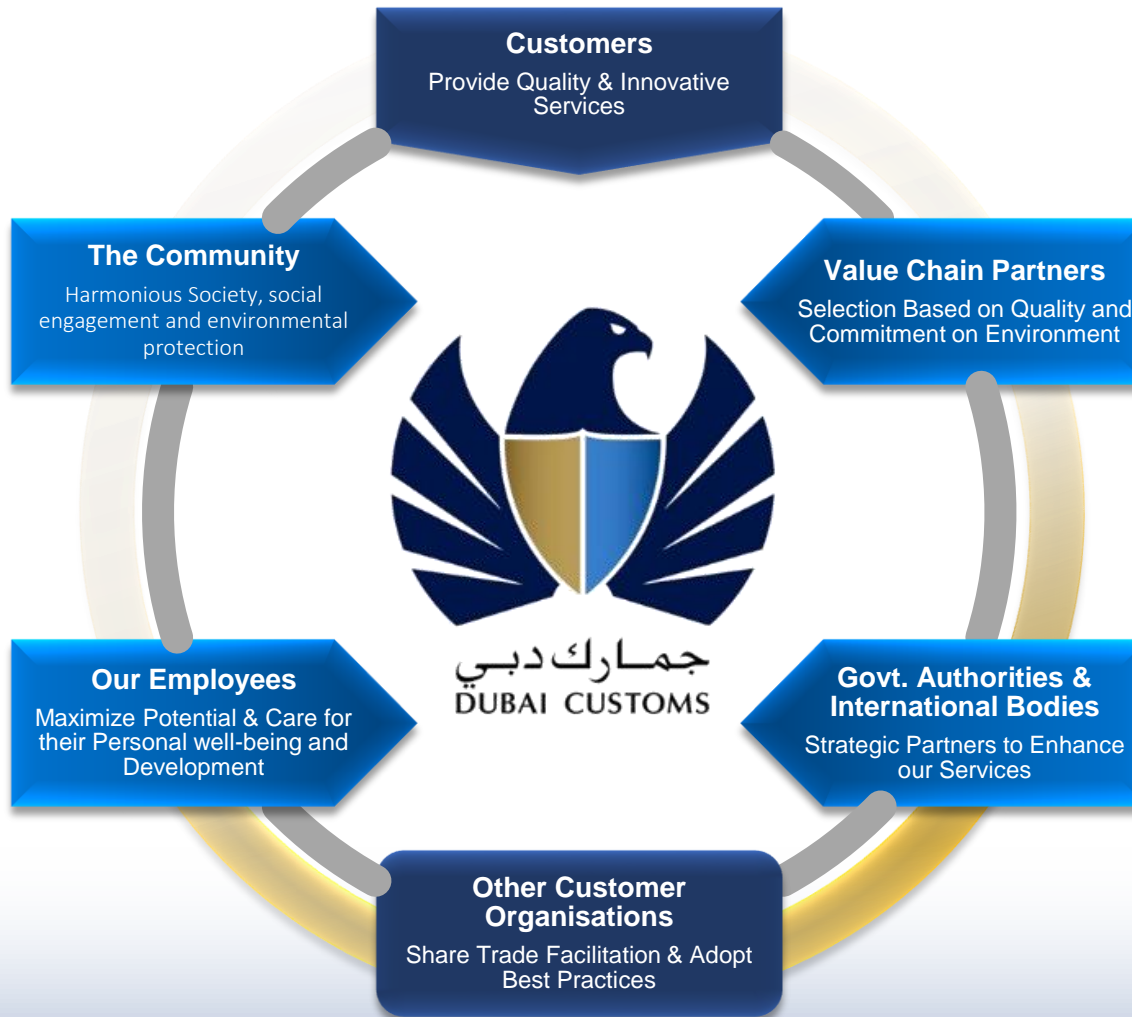 Customers
Provide Quality & Innovative
Services
The Community
Harmonious Society, social
engagement and environmental
protection
Value Chain Partners
Selection Based on Quality and
Commitment on Environment
جمارك دبي
DUBAI CUSTOMS
Our Employees
Maximize Potential & Care for
their Personal well-being and
Development
Govt. Authorities &
International Bodies
Strategic Partners to Enhance
our Services
Other Customer
Organisations
Share Trade Facilitation & Adopt
Best Practices